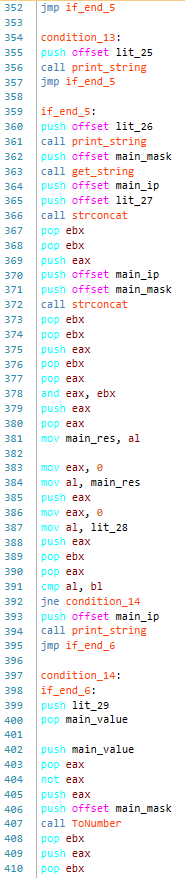 352 jmp if_end_5
353
354 condition_13:
355 push offset lit_25
356 call print_string
357 jmp if_end_5
358
359 if_end_5:
360 push offset lit_26
361 call print_string
362 push offset main_mask
363 call get_string
364 push offset main_ip
365 push offset lit_27
366 call strconcat
367 pop ebx
368 pop ebx
369 push eax
370 push offset main_ip
371 push offset main_mask
372 call strconcat
373 pop ebx
374 pop ebx
375 push eax
376 pop ebx
377 pop eax
378 and eax, ebx
379 push eax
380 pop eax
381 mov main_res, al
382
383 mov eax, 0
384 mov al, main_res
385 push eax
386 mov eax, 0
387 mov al, lit_28
388 push eax
389 pop ebx
390 pop eax
391 cmp al, bl
392 jne condition_14
393 push offset main_ip
394 call print_string
395 jmp if_end_6
396
397 condition_14:
398 if_end_6:
399 push lit_29
400 pop main_value
401
402 push main_value
403 pop eax
404 not eax
405 push eax
406 push offset main_mask
407 call ToNumber
408 pop ebx
409 push eax
410 pop ebx